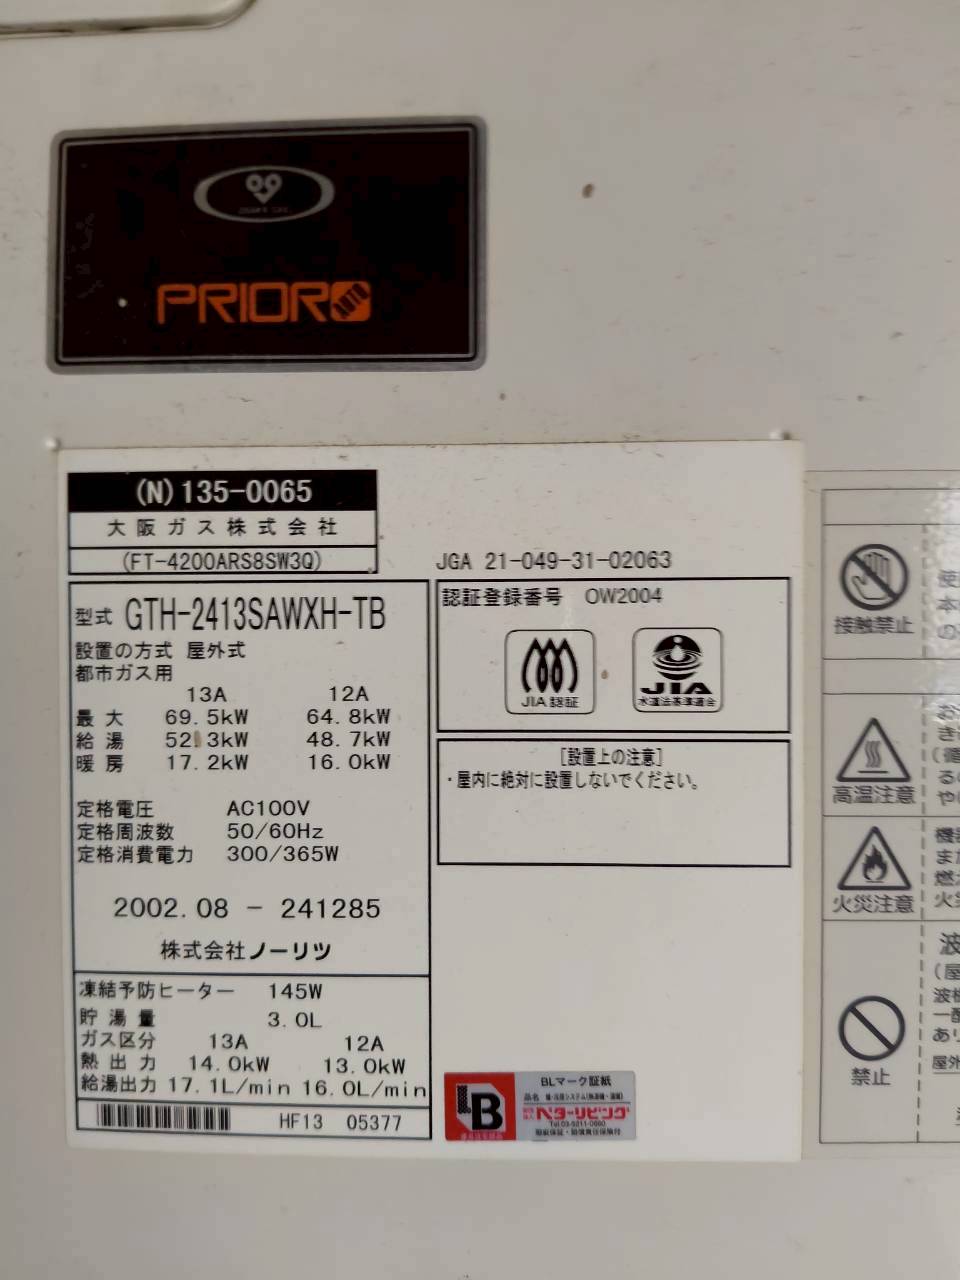 PRIOR
AUTO
(N)135-0065
大阪ガス株式会社
(FT-4200ARS8SW3Q)
型式 GTH-2413SAWXH-TB
設置の方式 屋外式
都市ガス用
13A 12A
最大 69.5kW 64.8kW
給湯 52.3kW 48.7kW
暖房 17.2kW 16.0kW
定格電圧 AC100V
定格周波数 50/60Hz
定格消費電力 300/365W
2002.08 - 241285
株式会社ノーリツ
凍結予防ヒーター 145W
貯湯量 3.0L
ガス区分 13A 12A
熱出力 14.0kW 13.0kW
給湯出力 17.1L/min 16.0L/min
HF13 05377
JGA 21-049-31-02063
認証登録番号 OW2004
JIA認証
JIA
水道法基準適合
[設置上の注意]
・屋内に絶対に設置しないでください。
BLマーク証紙
BL
ベターリビング
Tel.03-5211-0680
接触禁止
高温注意
火災注意
禁止